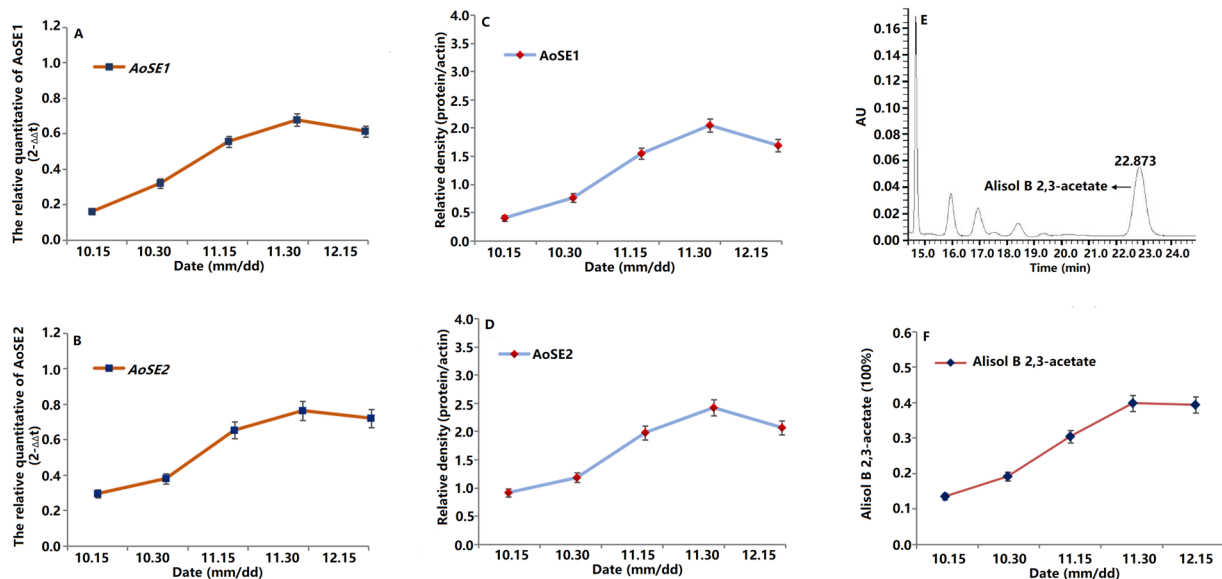 A
The relative quantitative of AoSE1
(2-△△t)
1.2
1.0
0.8
0.6
0.4
0.2
0.0
AoSE1
10.15 10.30 11.15 11.30 12.15
Date (mm/dd)
C
Relative density (protein/actin)
4.0
3.5
3.0
2.5
2.0
1.5
1.0
0.5
0.0
AoSE1
10.15 10.30 11.15 11.30 12.15
Date (mm/dd)
E
AU
0.16
0.14
0.12
0.10
0.08
0.06
0.04
0.02
0.00
22.873
Alisol B 2,3-acetate
15.0 16.0 17.0 18.0 19.0 20.0 21.0 22.0 23.0 24.0
Time (min)
B
The relative quantitative of AoSE2
(2-△△t)
1.2
1.0
0.8
0.6
0.4
0.2
0.0
AoSE2
10.15 10.30 11.15 11.30 12.15
Date (mm/dd)
D
Relative density (protein/actin)
4.0
3.5
3.0
2.5
2.0
1.5
1.0
0.5
0.0
AoSE2
10.15 10.30 11.15 11.30 12.15
Date (mm/dd)
F
Alisol B 2,3-acetate (100%)
0.6
0.5
0.4
0.3
0.2
0.1
0.0
Alisol B 2,3-acetate
10.15 10.30 11.15 11.30 12.15
Date (mm/dd)